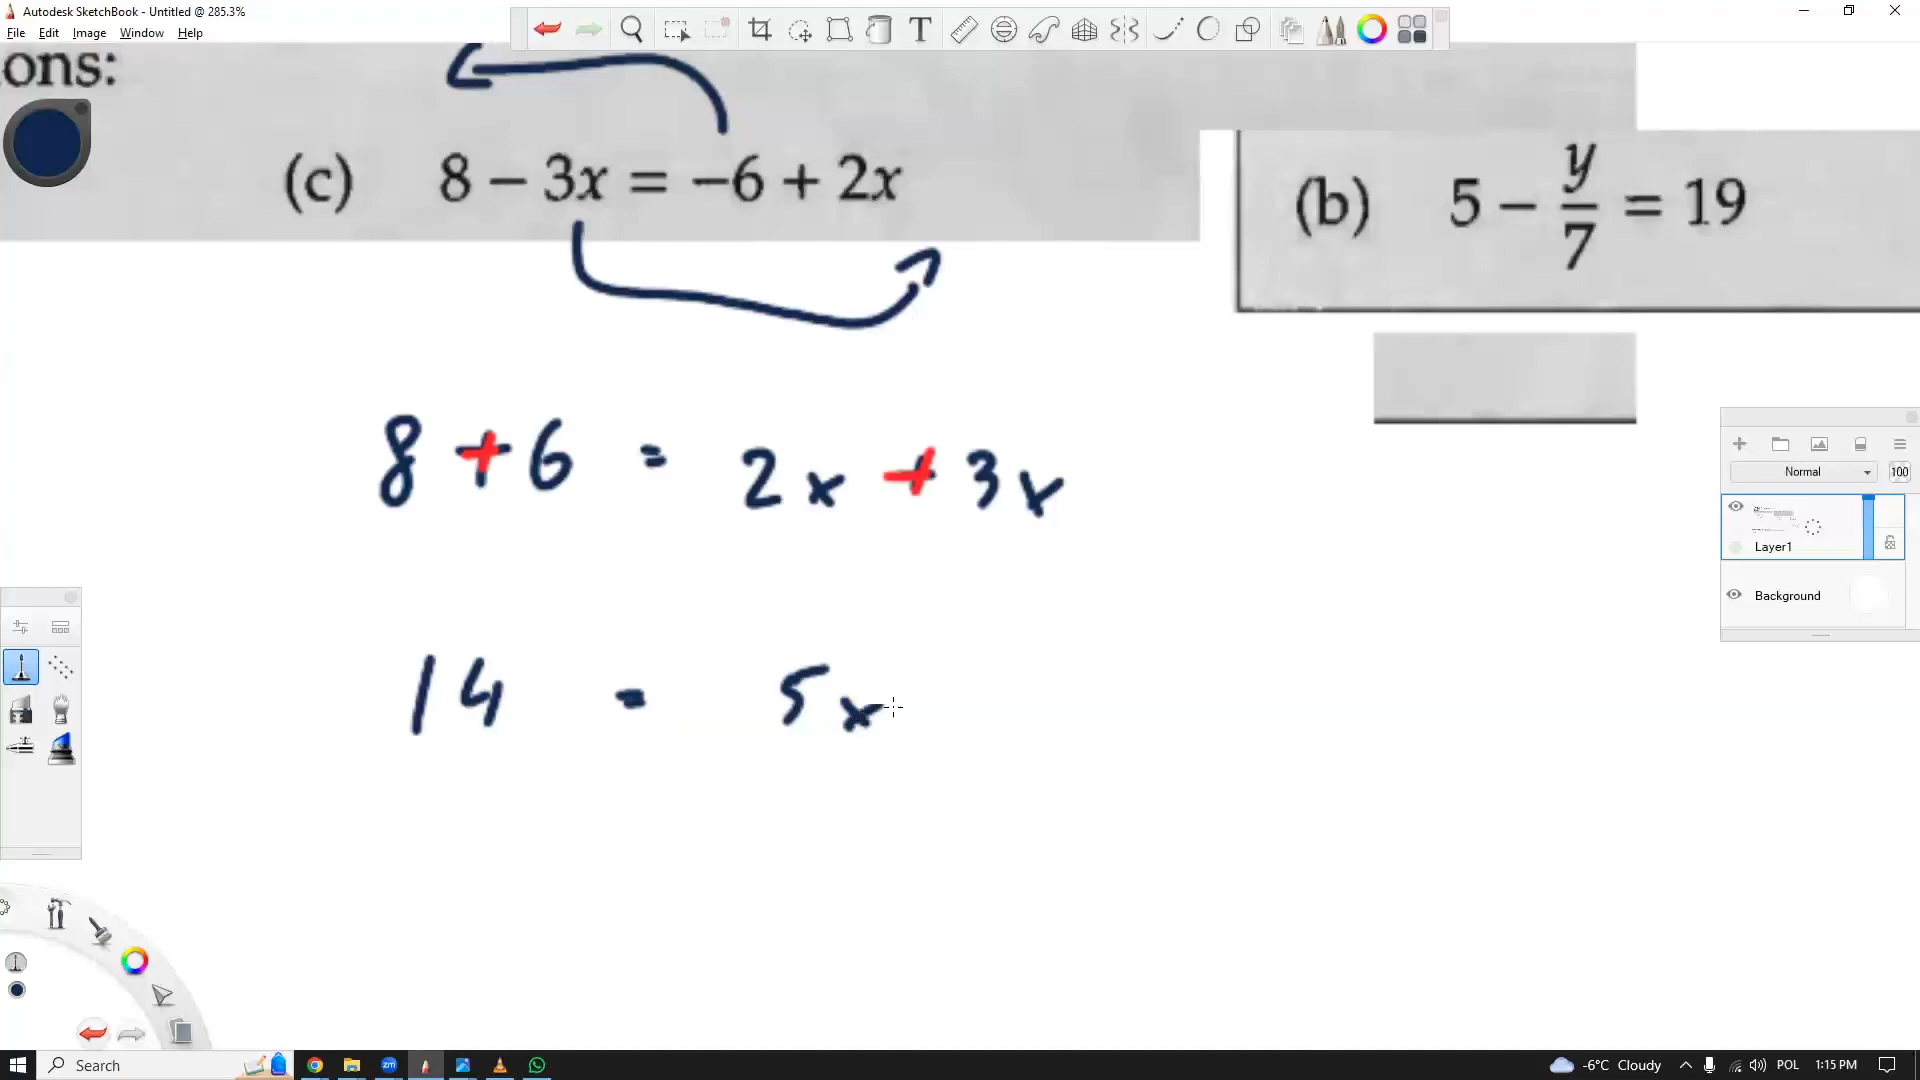 Autodesk SketchBook - Untitled @ 285.3%
File Edit Image Window Help
T
ons:
(c) 8 − 3x = −6 + 2x
(b) 5 − y/7 = 19
8 + 6 = 2x + 3x
14 = 5x
Normal 100
Layer1
Background
Search
zm
-6°C Cloudy
POL
1:15 PM